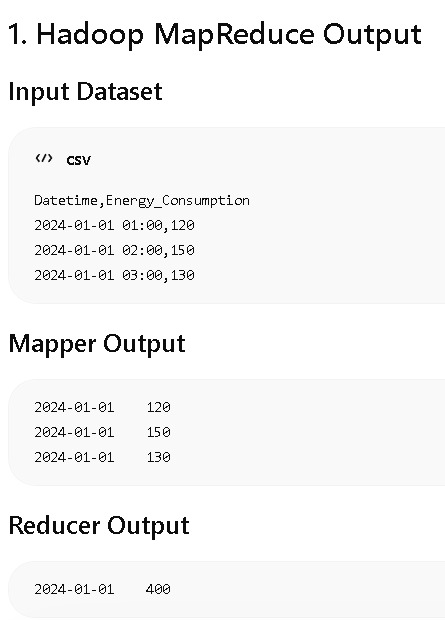 1. Hadoop MapReduce Output
Input Dataset
</> csv
Datetime,Energy_Consumption
2024-01-01 01:00,120
2024-01-01 02:00,150
2024-01-01 03:00,130
Mapper Output
2024-01-01    120
2024-01-01    150
2024-01-01    130
Reducer Output
2024-01-01    400